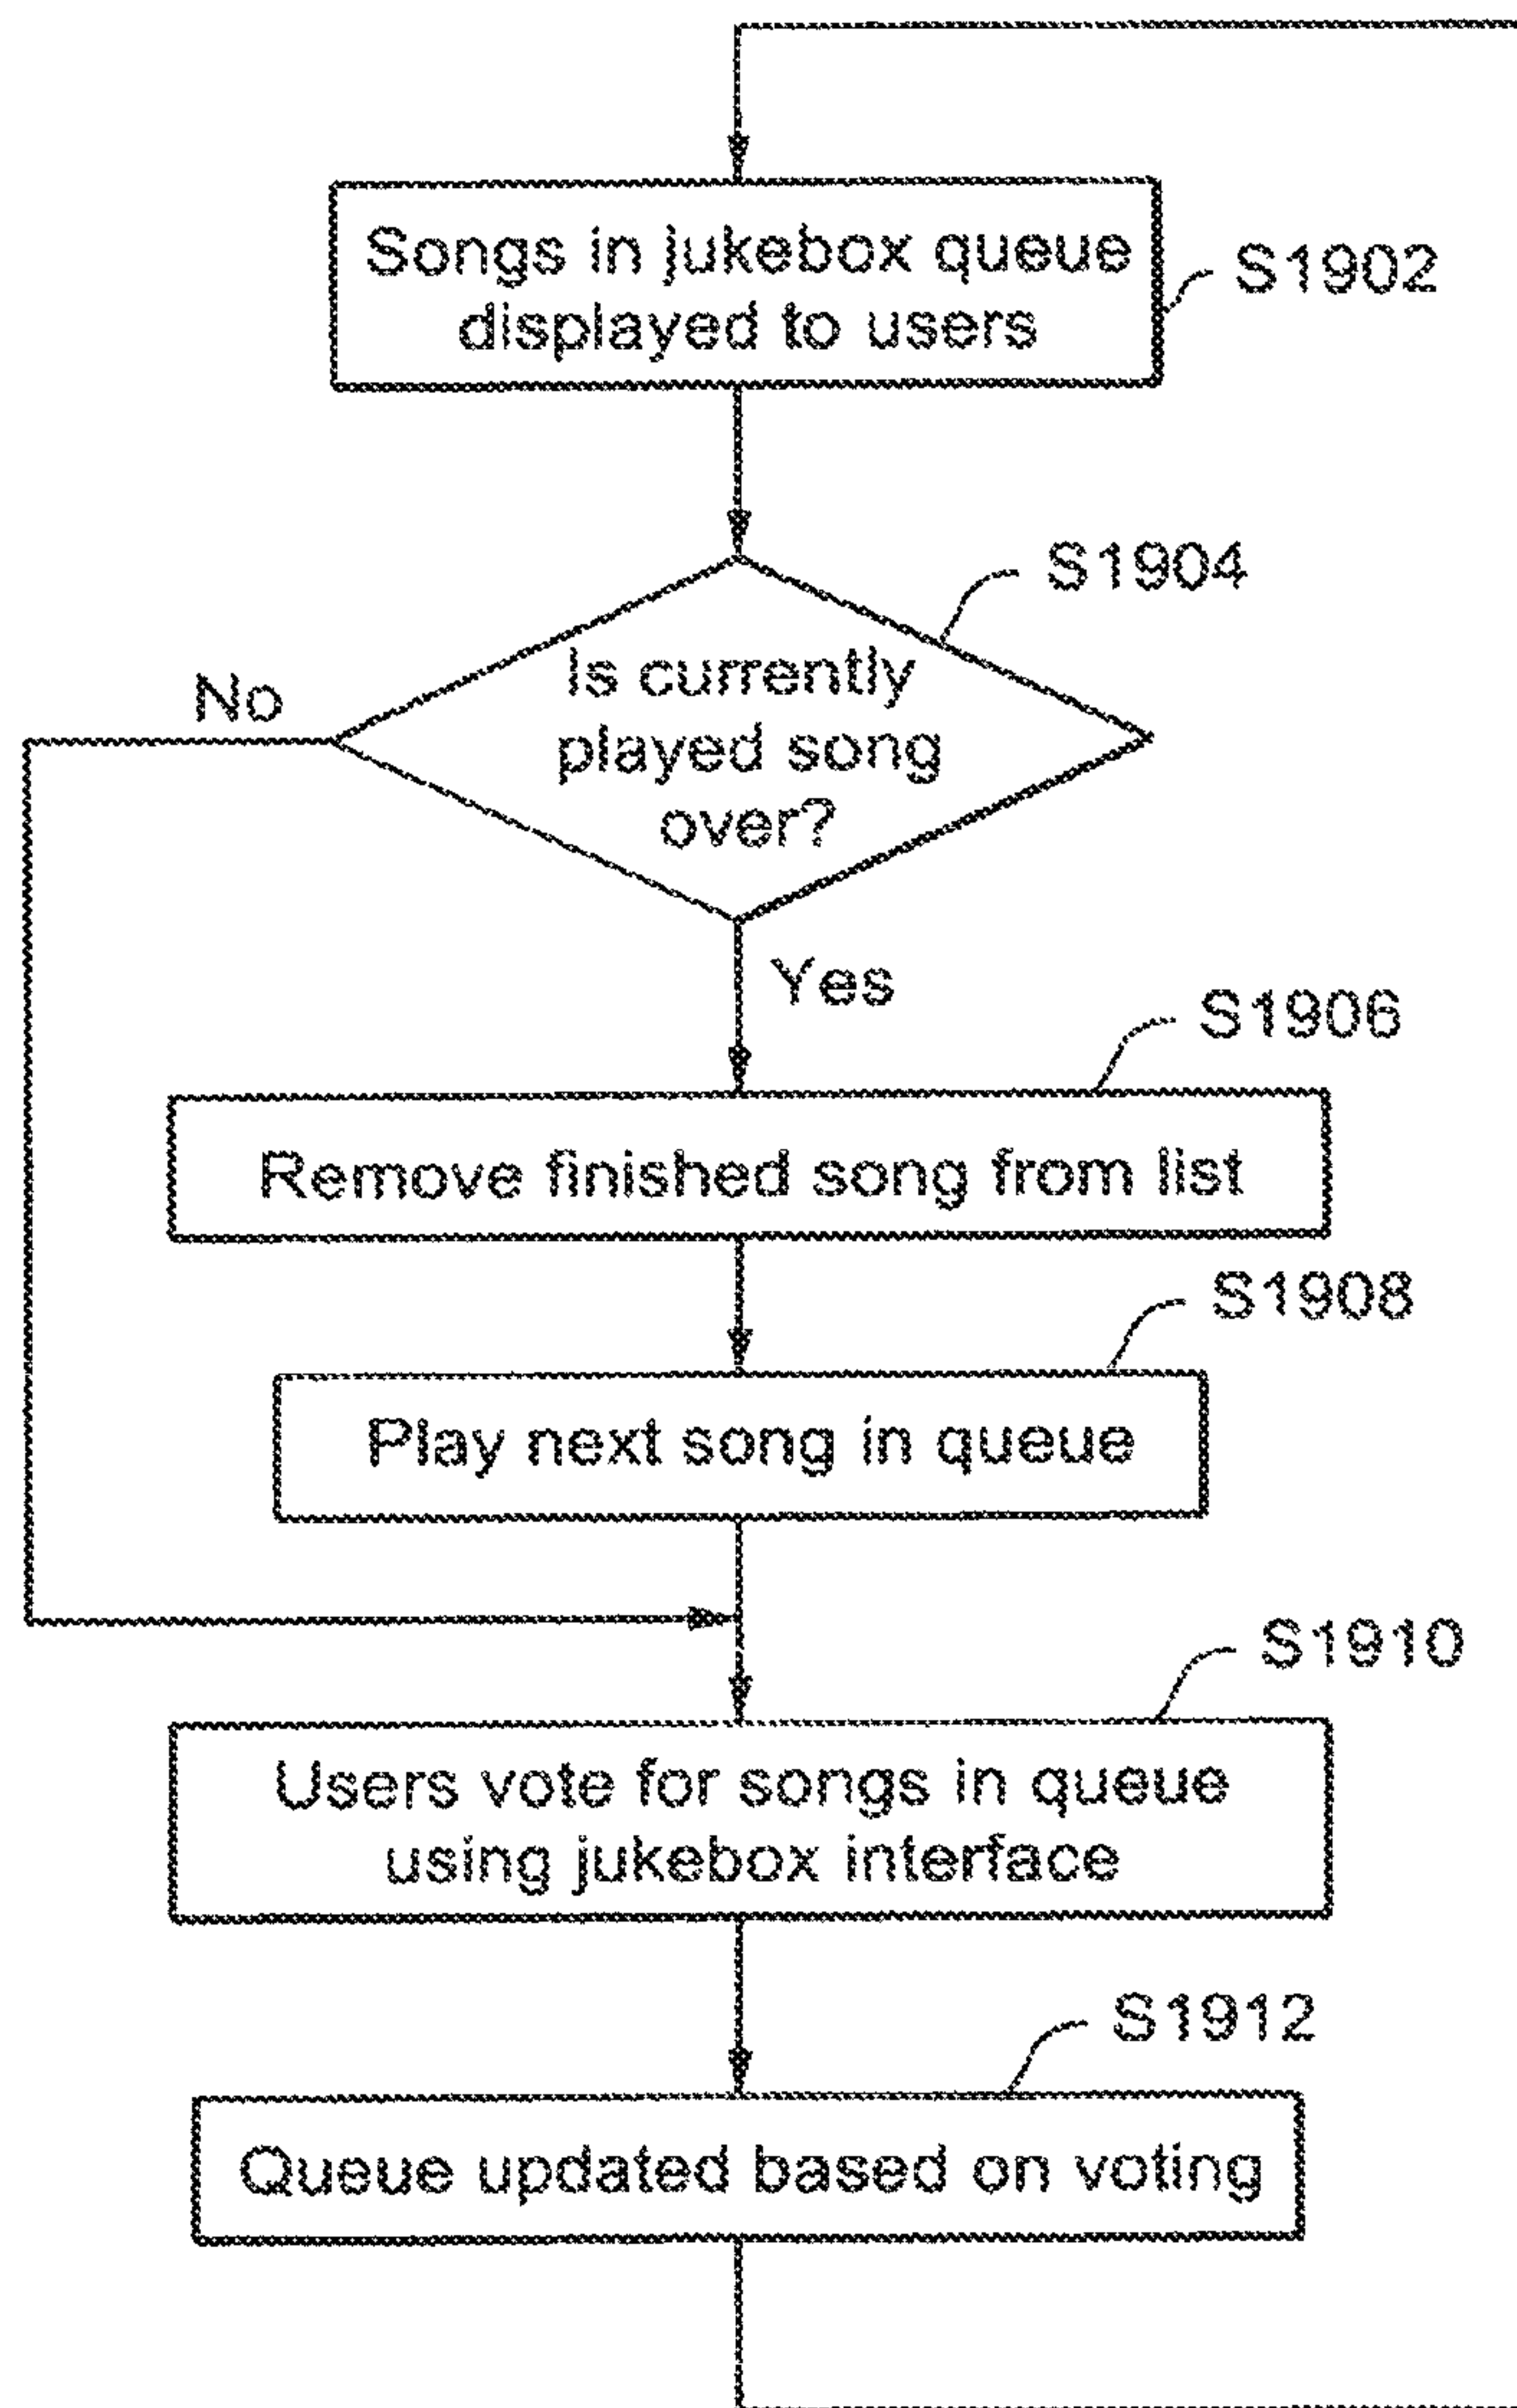 Songs in jukebox queue
displayed to users
S1902
S1904
Is currently
played song
over?
No
Yes
S1906
Remove finished song from list
S1908
Play next song in queue
S1910
Users vote for songs in queue
using jukebox interface
S1912
Queue updated based on voting